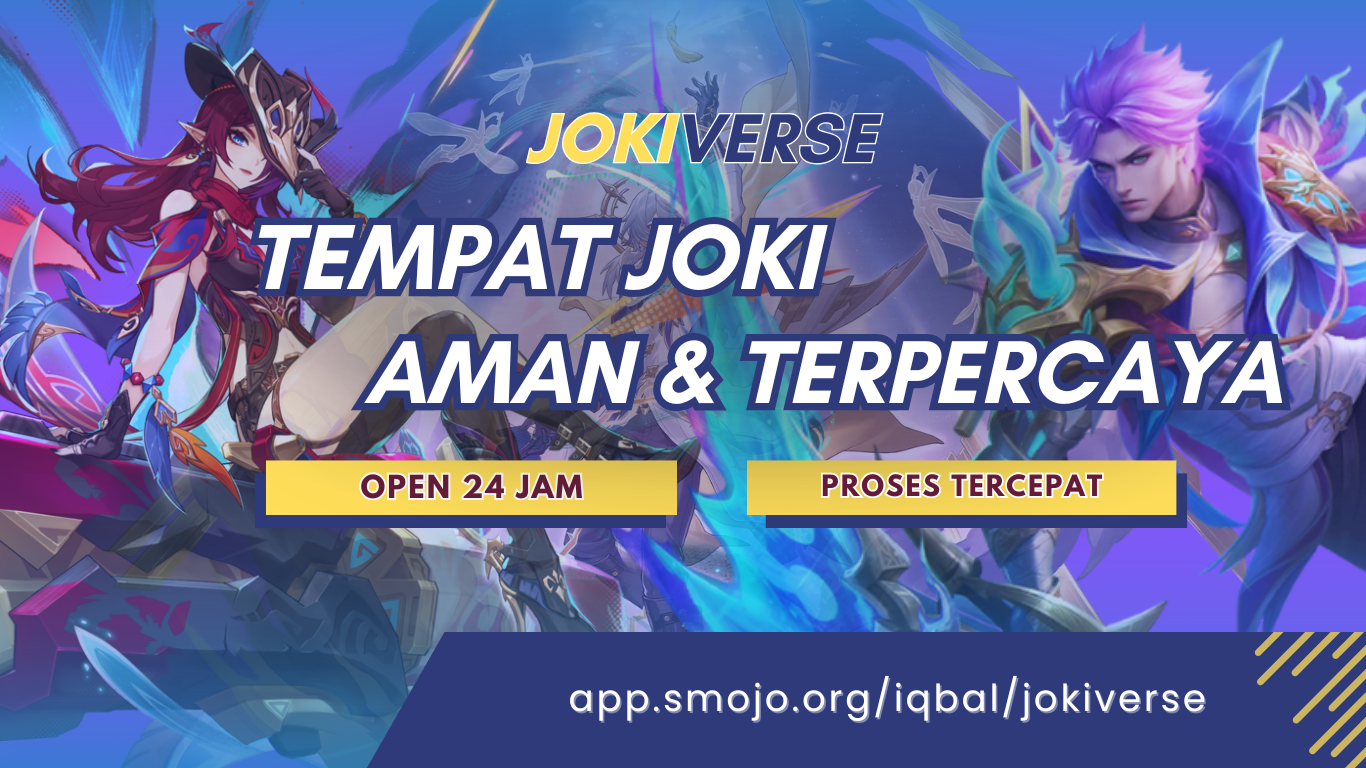 JOKIVERSE
TEMPAT JOKI
AMAN & TERPERCAYA
OPEN 24 JAM
PROSES TERCEPAT
app.smojo.org/iqbal/jokiverse